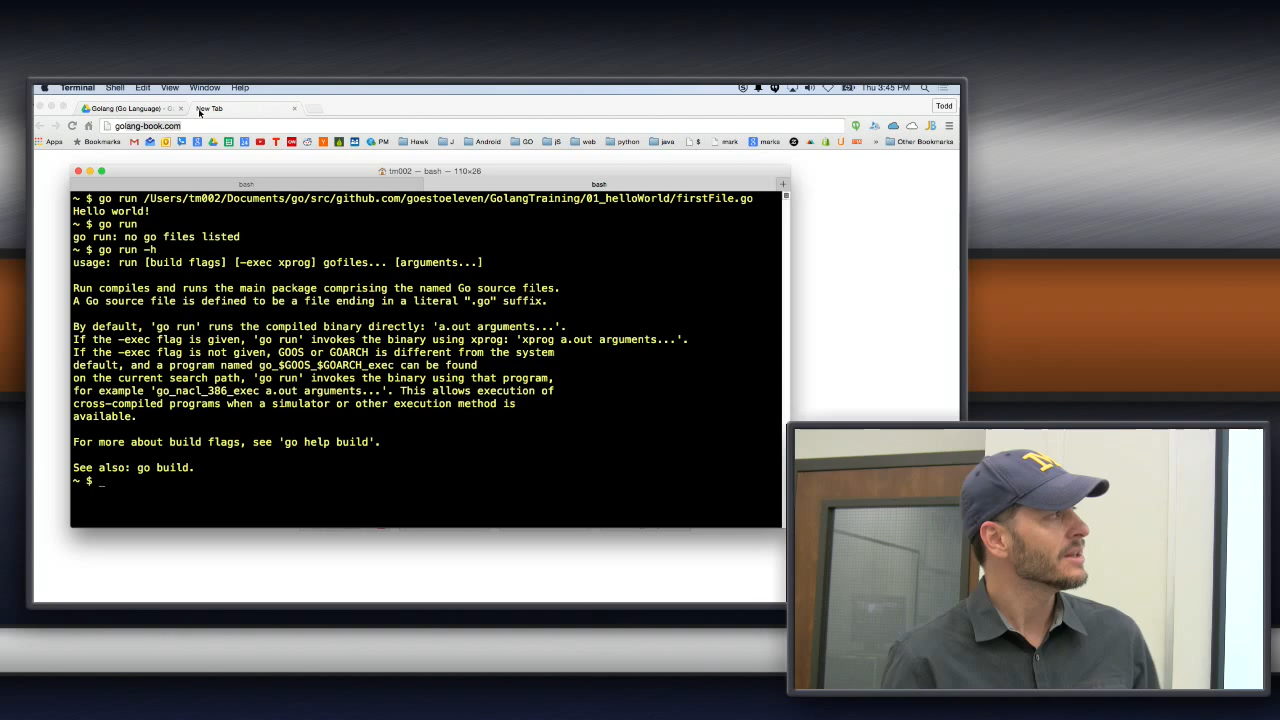 Terminal Shell Edit View Window Help Thu 3:45 PM
Golang (Go Language) - G New Tab Todd
golang-book.com
Apps Bookmarks PM Hawk J Android GO jS web python java $ mark marks » Other Bookmarks
tm002 — bash — 110×26
bash bash
~ $ go run /Users/tm002/Documents/go/src/github.com/goestoeleven/GolangTraining/01_helloWorld/firstFile.go
Hello world!
~ $ go run
go run: no go files listed
~ $ go run -h
usage: run [build flags] [-exec xprog] gofiles... [arguments...]
Run compiles and runs the main package comprising the named Go source files.
A Go source file is defined to be a file ending in a literal ".go" suffix.
By default, 'go run' runs the compiled binary directly: 'a.out arguments...'.
If the -exec flag is given, 'go run' invokes the binary using xprog: 'xprog a.out arguments...'.
If the -exec flag is not given, GOOS or GOARCH is different from the system
default, and a program named go_$GOOS_$GOARCH_exec can be found
on the current search path, 'go run' invokes the binary using that program,
for example 'go_nacl_386_exec a.out arguments...'. This allows execution of
cross-compiled programs when a simulator or other execution method is
available.
For more about build flags, see 'go help build'.
See also: go build.
~ $ _
M